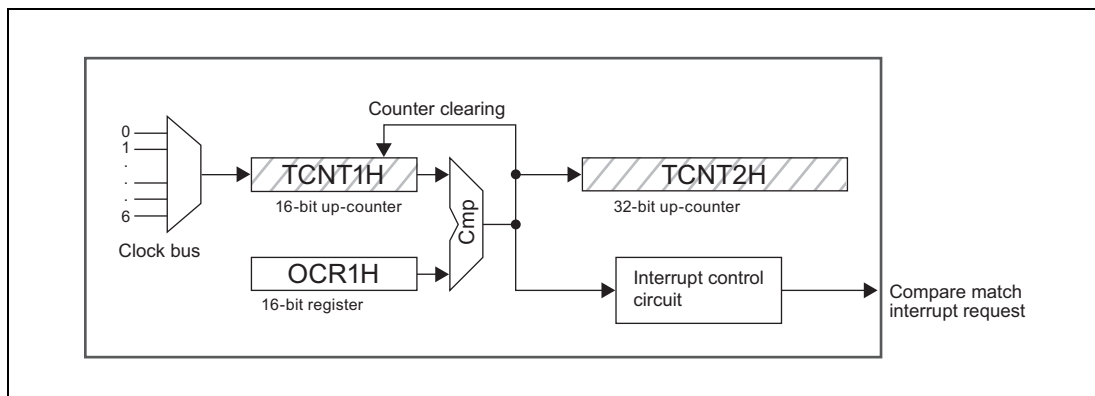 Counter clearing
0
1
.
.
.
6
Clock bus
TCNT1H
16-bit up-counter
OCR1H
16-bit register
Cmp
TCNT2H
32-bit up-counter
Interrupt control
circuit
Compare match
interrupt request